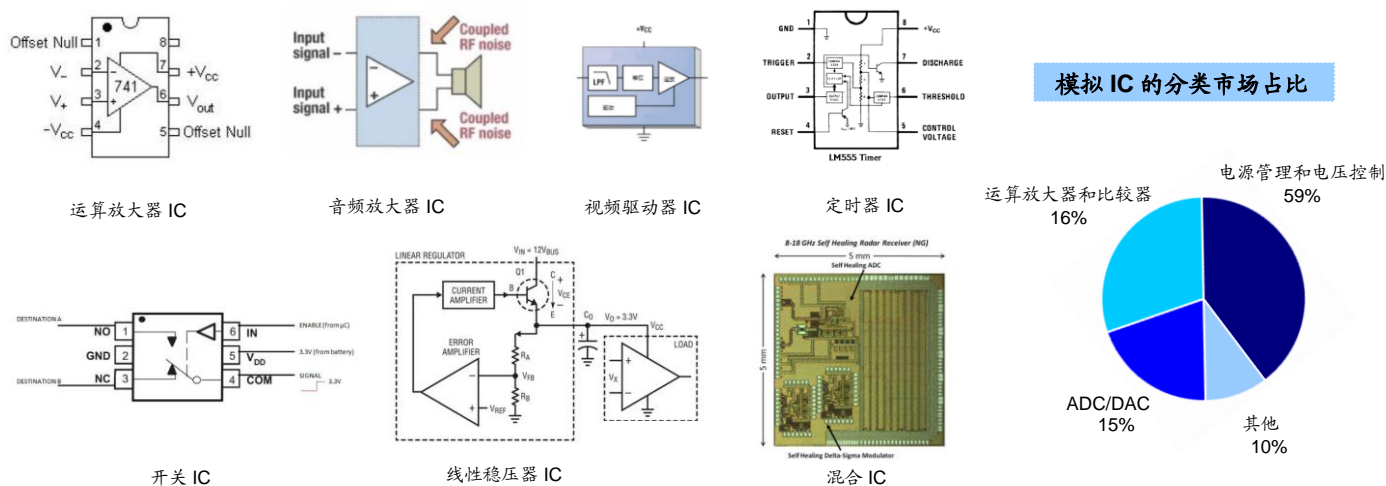 Offset Null
1
8
V-
2
741
7
+Vcc
V+
3
6
Vout
-Vcc
4
5
Offset Null
运算放大器 IC
Input
signal –
Input
signal +
Coupled
RF noise
Coupled
RF noise
音频放大器 IC
+VCC
LPF
视频驱动器 IC
1
8
GND
+Vcc
TRIGGER
2
7
DISCHARGE
OUTPUT
3
6
THRESHOLD
RESET
4
5
CONTROL
VOLTAGE
LM555 Timer
定时器 IC
模拟 IC 的分类市场占比
电源管理和电压控制
59%
运算放大器和比较器
16%
ADC/DAC
15%
其他
10%
DESTINATION A
NO
1
6
IN
ENABLE (from µC)
GND
2
5
VDD
3.3V (from battery)
DESTINATION B
NC
3
4
COM
SIGNAL
3.3V
开关 IC
VIN = 12VBUS
LINEAR REGULATOR
Q1
C
CURRENT
AMPLIFIER
B
+
VCE
–
E
CO
VO = 3.3V
VCC
LOAD
ERROR
AMPLIFIER
RA
VFB
RB
VREF
VX
线性稳压器 IC
8-18 GHz Self Healing Radar Receiver (NG)
5 mm
Self Healing ADC
5 mm
Self Healing Delta-Sigma Modulator
混合 IC